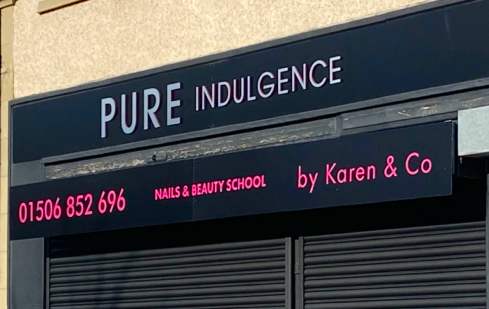 PURE INDULGENCE
01506 852 696 NAILS & BEAUTY SCHOOL by Karen & Co